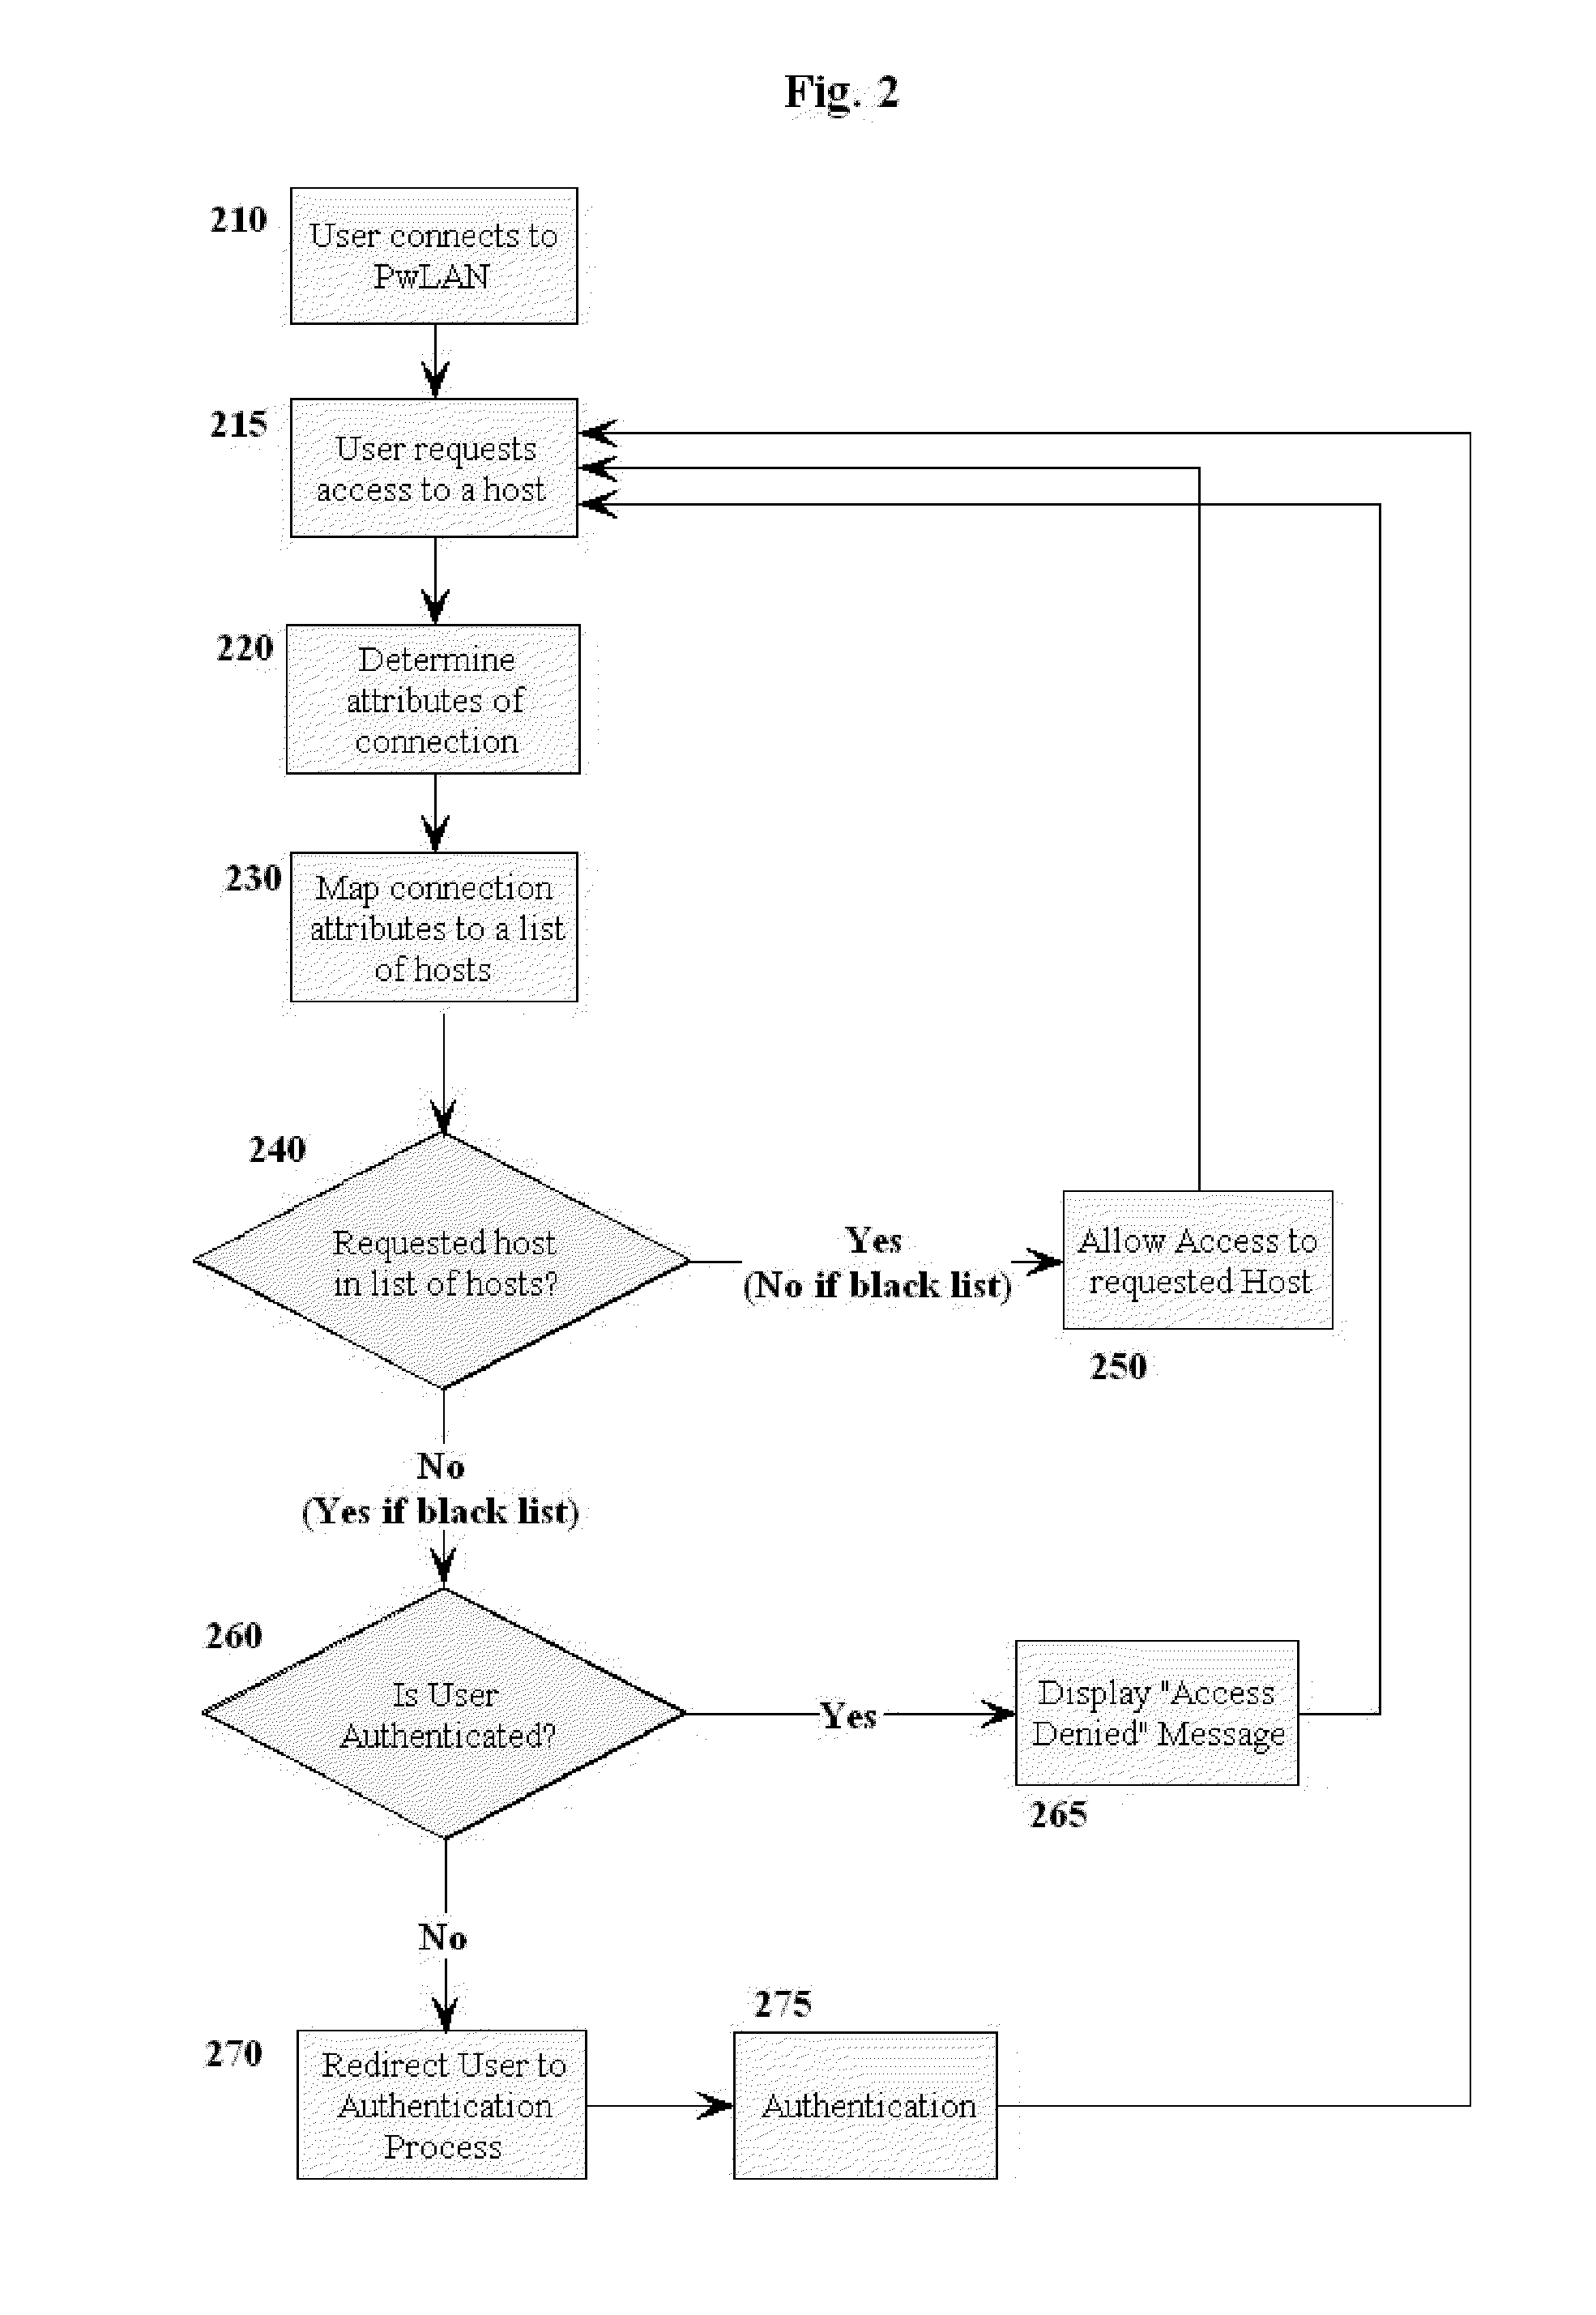 Fig. 2
210
User connects to
PwLAN
215
User requests
access to a host
220
Determine
attributes of
connection
230
Map connection
attributes to a list
of hosts
240
Requested host
in list of hosts?
Yes
(No if black list)
Allow Access to
requested Host
250
No
(Yes if black list)
260
Is User
Authenticated?
Yes
Display "Access
Denied" Message
265
No
270
Redirect User to
Authentication
Process
275
Authentication